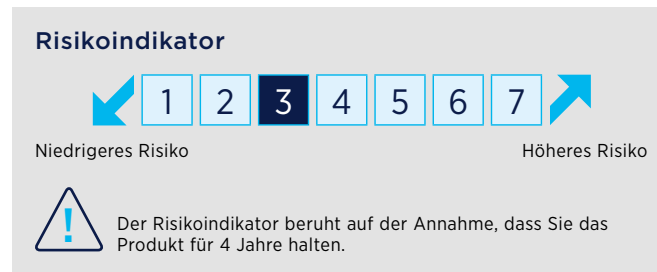 Risikoindikator
1 2 3 4 5 6 7
Niedrigeres Risiko Höheres Risiko
! Der Risikoindikator beruht auf der Annahme, dass Sie das
Produkt für 4 Jahre halten.